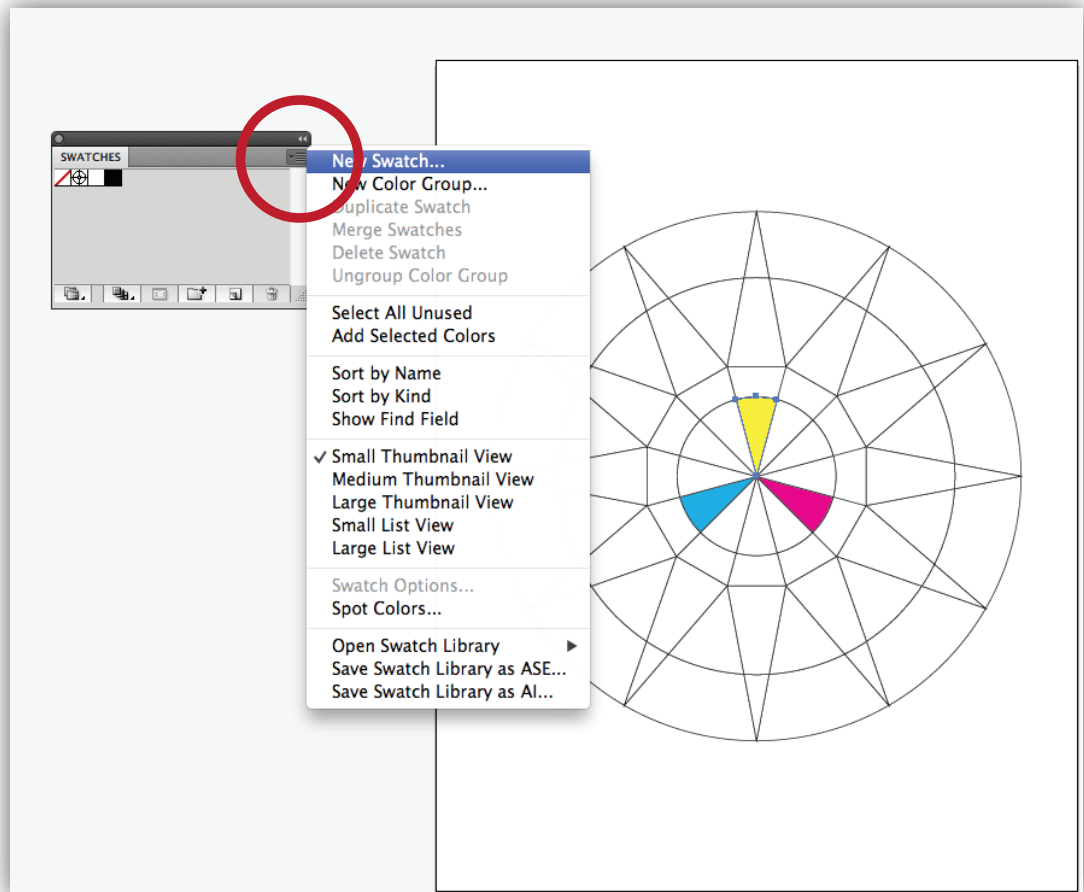 SWATCHES
New Swatch...
New Color Group...
Duplicate Swatch
Merge Swatches
Delete Swatch
Ungroup Color Group
Select All Unused
Add Selected Colors
Sort by Name
Sort by Kind
Show Find Field
Small Thumbnail View
Medium Thumbnail View
Large Thumbnail View
Small List View
Large List View
Swatch Options...
Spot Colors...
Open Swatch Library
Save Swatch Library as ASE...
Save Swatch Library as AI...